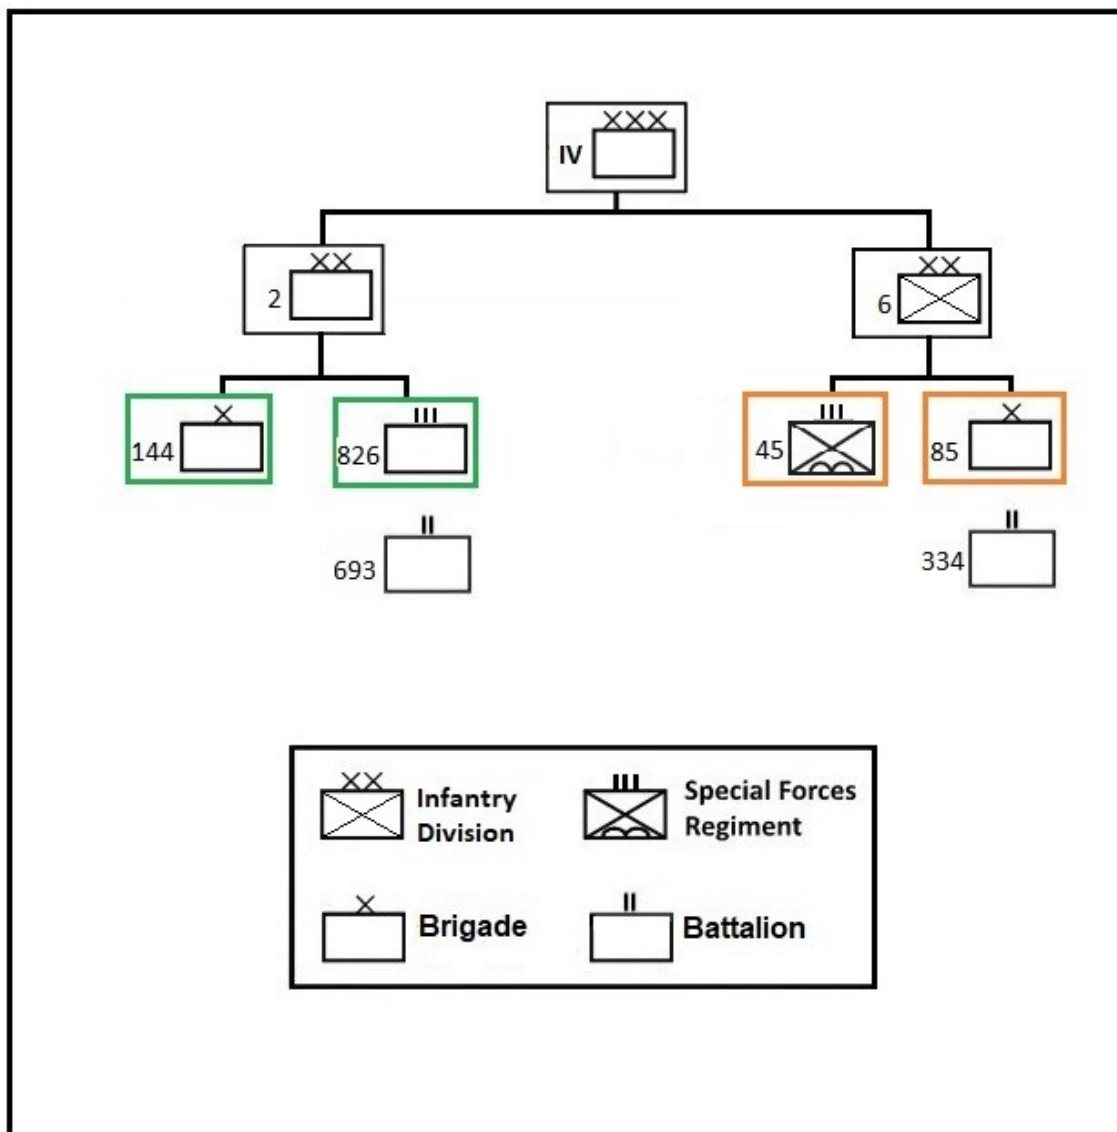 XXX
IV
XX
2
XX
6
X
144
III
826
III
45
X
85
II
693
II
334
XX
Infantry
Division
III
Special Forces
Regiment
X
Brigade
II
Battalion